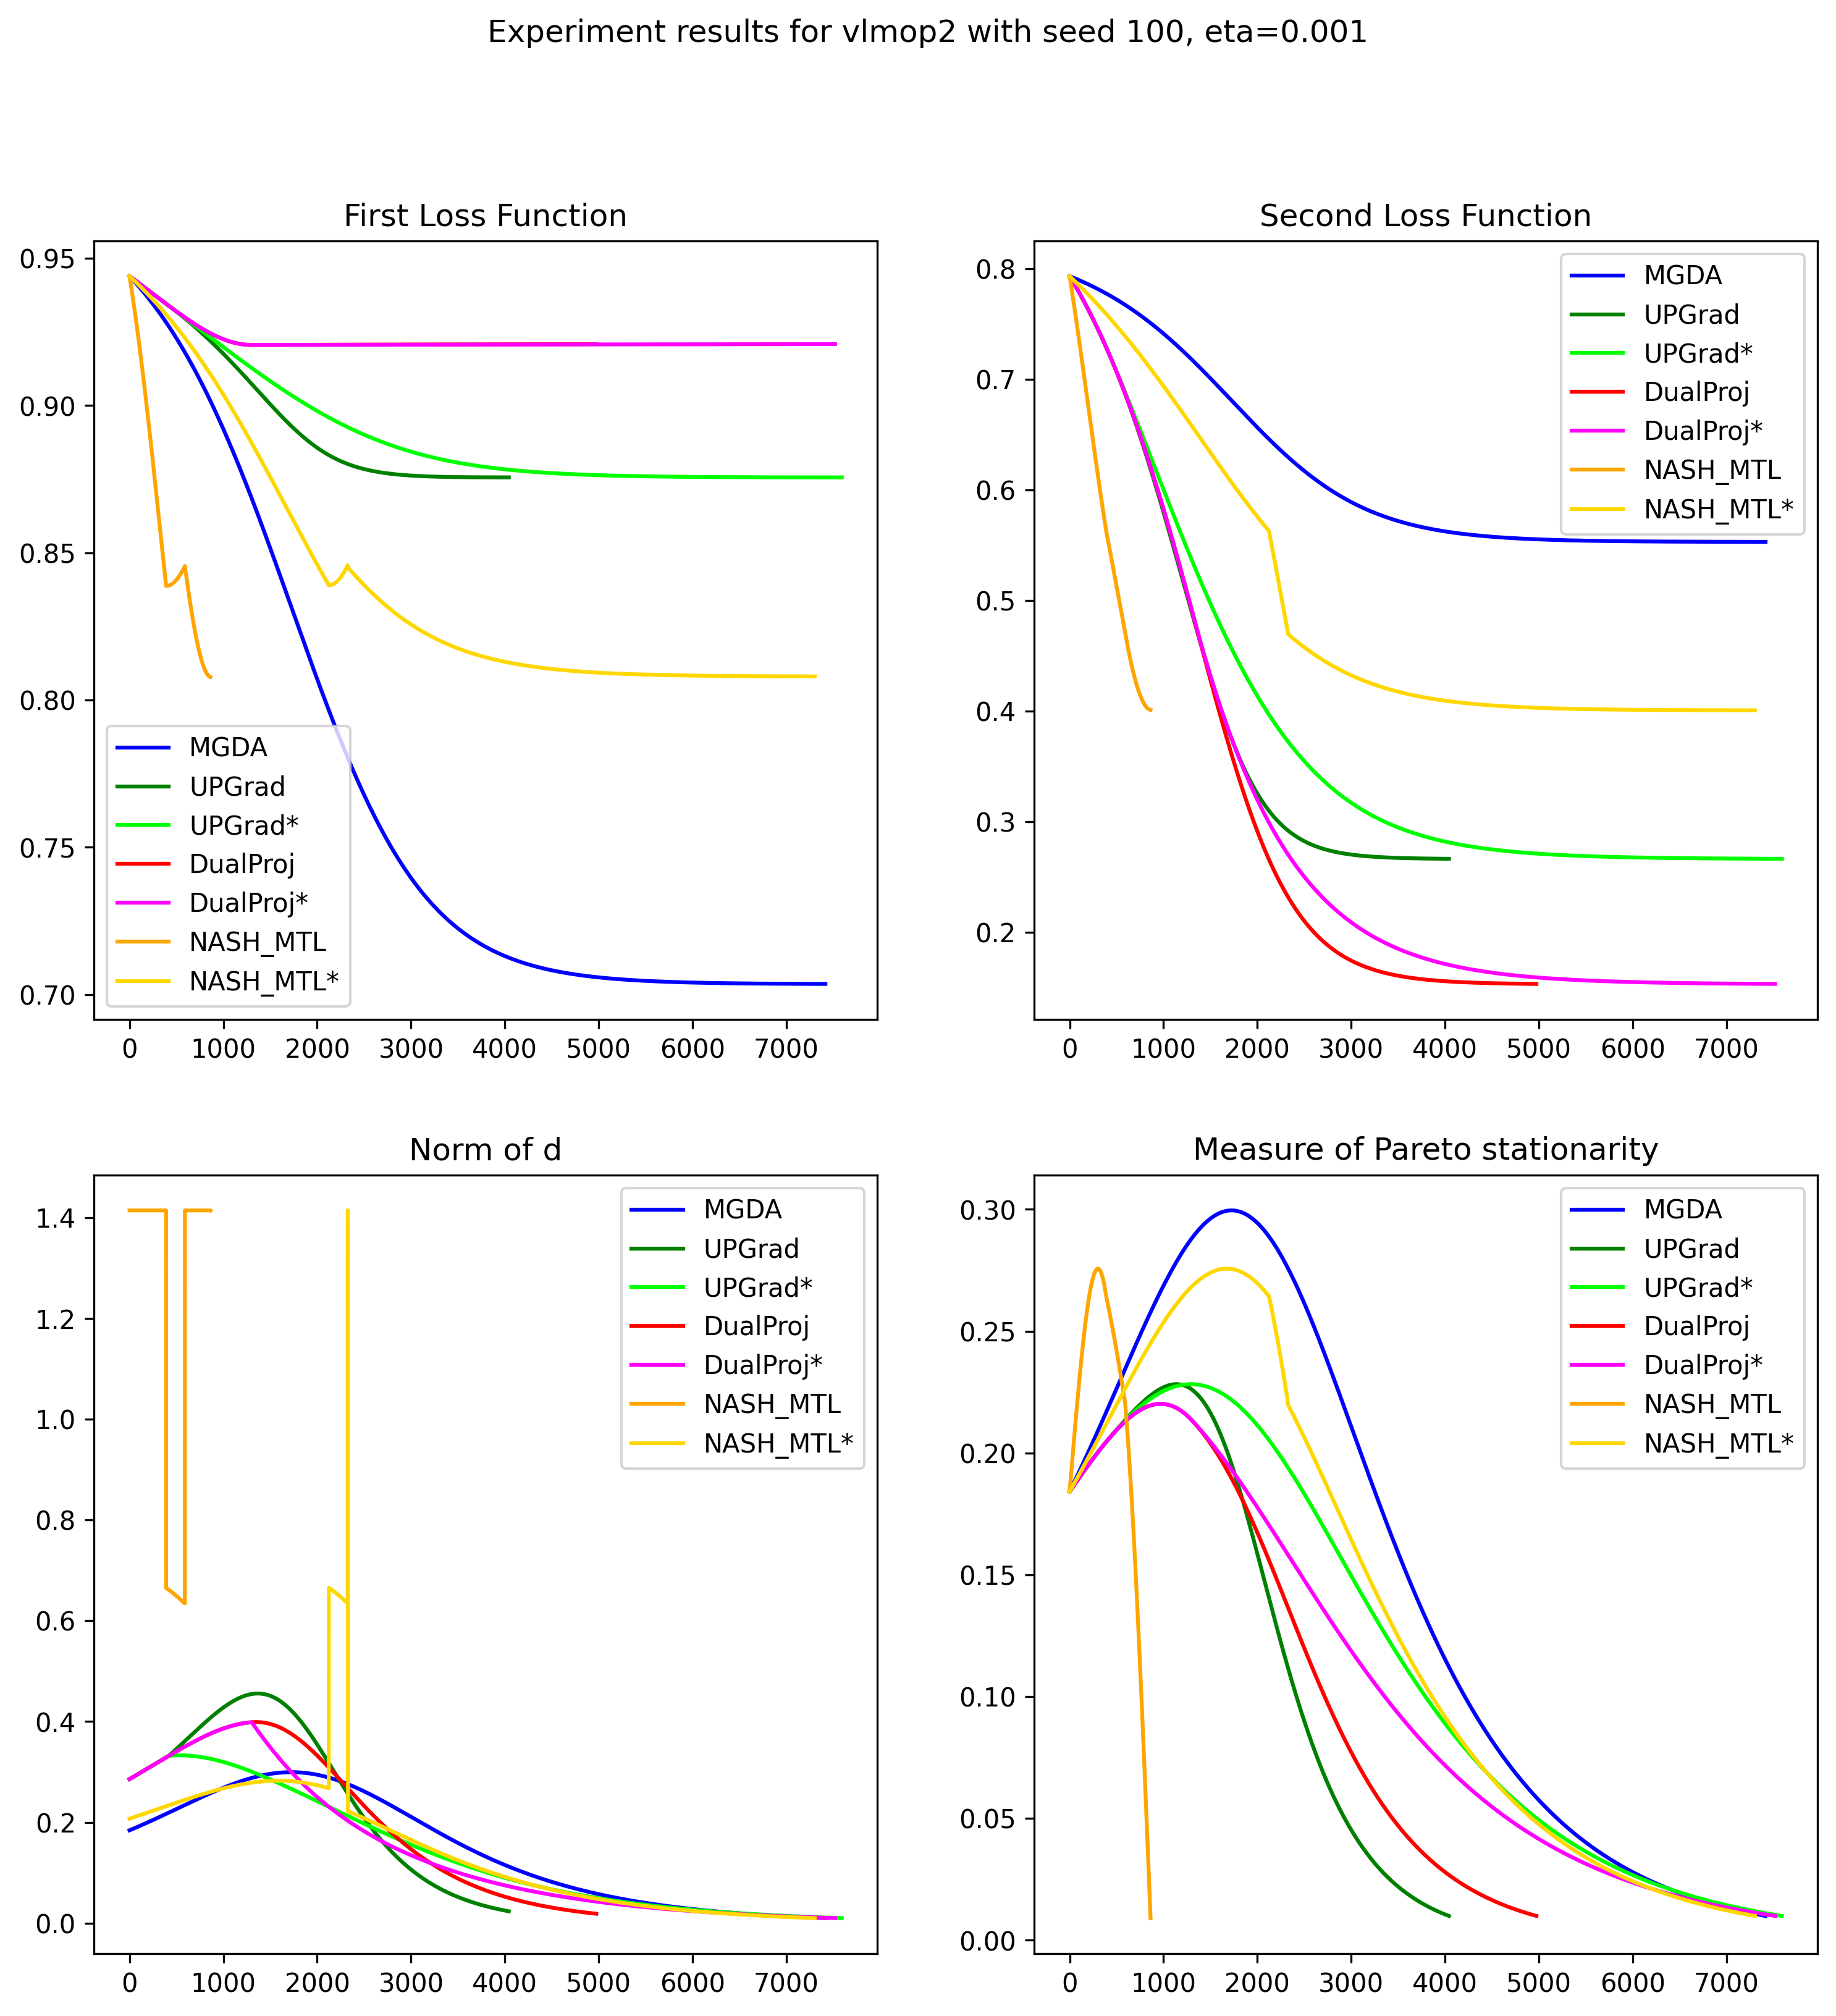 Experiment results for vlmop2 with seed 100, eta=0.001
First Loss Function
0.95
0.90
0.85
0.80
0.75
0.70
MGDA
UPGrad
UPGrad*
DualProj
DualProj*
NASH_MTL
NASH_MTL*
0 1000 2000 3000 4000 5000 6000 7000
Second Loss Function
0.8
0.7
0.6
0.5
0.4
0.3
0.2
MGDA
UPGrad
UPGrad*
DualProj
DualProj*
NASH_MTL
NASH_MTL*
0 1000 2000 3000 4000 5000 6000 7000
Norm of d
1.4
1.2
1.0
0.8
0.6
0.4
0.2
0.0
MGDA
UPGrad
UPGrad*
DualProj
DualProj*
NASH_MTL
NASH_MTL*
0 1000 2000 3000 4000 5000 6000 7000
Measure of Pareto stationarity
0.30
0.25
0.20
0.15
0.10
0.05
0.00
MGDA
UPGrad
UPGrad*
DualProj
DualProj*
NASH_MTL
NASH_MTL*
0 1000 2000 3000 4000 5000 6000 7000